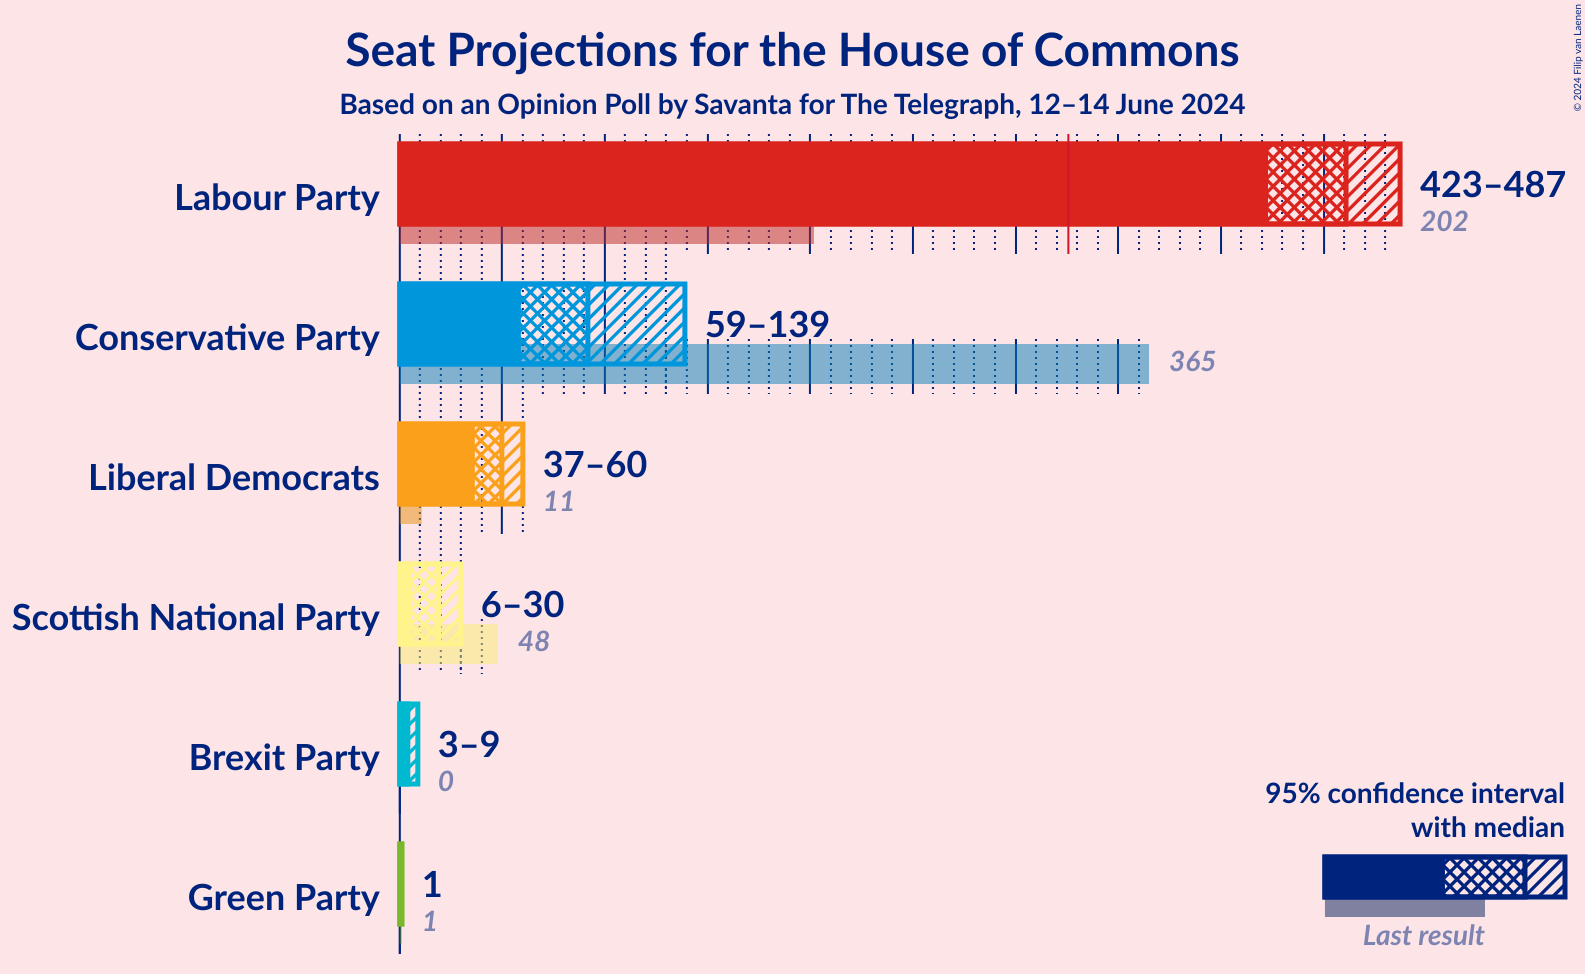 © 2024 Filip van Laenen
Seat Projections for the House of Commons
Based on an Opinion Poll by Savanta for The Telegraph, 12–14 June 2024
Labour Party
423–487
202
Conservative Party
59–139
365
Liberal Democrats
37–60
11
Scottish National Party
6–30
48
Brexit Party
3–9
0
Green Party
1
1
95% confidence interval
with median
Last result